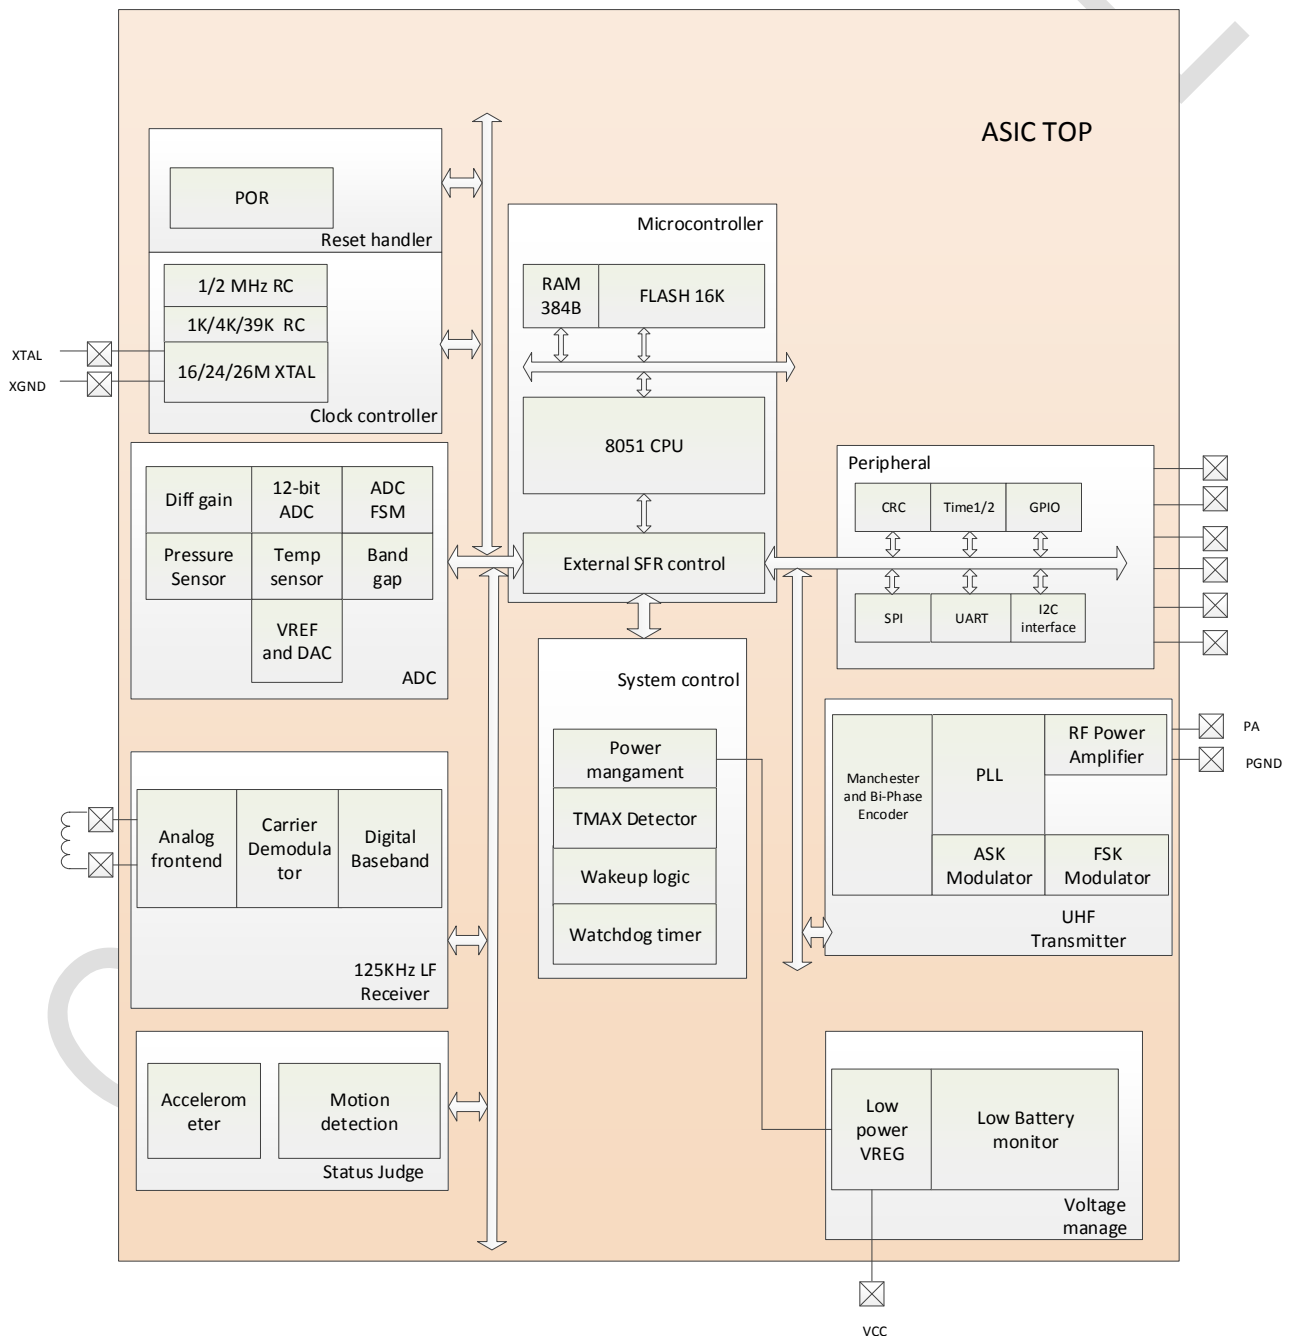 ASIC TOP
POR
Reset handler
1/2 MHz RC
1K/4K/39K RC
16/24/26M XTAL
Clock controller
XTAL
XGND
Microcontroller
RAM
384B
FLASH 16K
8051 CPU
External SFR control
Diff gain
12-bit
ADC
ADC
FSM
Pressure
Sensor
Temp
sensor
Band
gap
VREF
and DAC
ADC
Peripheral
CRC
Time1/2
GPIO
SPI
UART
I2C
interface
System control
Power
mangament
TMAX Detector
Wakeup logic
Watchdog timer
Manchester
and Bi-Phase
Encoder
PLL
RF Power
Amplifier
ASK
Modulator
FSK
Modulator
UHF
Transmitter
PA
PGND
Analog
frontend
Carrier
Demodula
tor
Digital
Baseband
125KHz LF
Receiver
Accelerom
eter
Motion
detection
Status Judge
Low
power
VREG
Low Battery
monitor
Voltage
manage
VCC